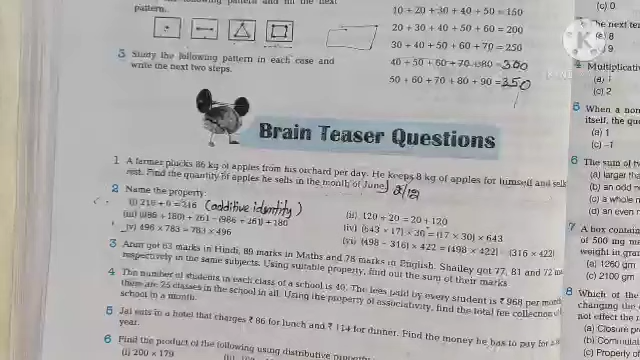 pattern.
10 + 20 + 30 + 40 + 50 = 150
20 + 30 + 40 + 50 + 60 = 200
30 + 40 + 50 + 60 + 70 = 250
40 + 50 + 60 + 70 + 80 = 300
50 + 60 + 70 + 80 + 90 = 350
3 Study the following pattern in each case and
write the next two steps.
Brain Teaser Questions
1 A farmer plucks 86 kg of apples from his orchard per day. He keeps 8 kg of apples for himself and sells
rest. Find the quantity of apples he sells in the month of June.
2 Name the property:
(i) 216 + 0 = 216 (additive identity)
(ii) 120 + 20 = 20 + 120
(iii) (986 + 180) + 261 = (986 + 261) + 180
(iv) (643 × 17) × 30 = (17 × 30) × 643
(v) 496 × 783 = 783 × 496
(vi) (498 − 316) × 422 = (498 × 422) − (316 × 422)
3 Arun got 63 marks in Hindi, 89 marks in Maths and 78 marks in English. Shailey got 77, 81 and 72
respectively in the same subjects. Using suitable property, find out the sum of their marks
4 The number of students in each class of a school is 40. The fees paid by every student is ₹ 968 per
there are 25 classes in the school in all. Using the property of associativity, find the total fee collection of
school in a month.
5 Jai eats in a hotel that charges ₹ 86 for lunch and ₹ 114 for dinner. Find the money he has to pay for a
year.
6 Find the product of the following using distributive property
(i) 200 × 179
(c) 0
The next ter
(a) 8
9
4 Multiplicati
(a) 1
(c) 2
5 When a non
itself, the qu
(a) 1
(c) −1
6 The sum of tw
(a) larger tha
(b) an odd n
(c) a whole n
(d) an even n
7 A box contain
of 500 mg
weight in gram
(a) 1260 gm
(c) 2100 gm
8 Which of the
changing the
not effect the r
(a) Closure pr
(b) Commutat
(c) Property o
K